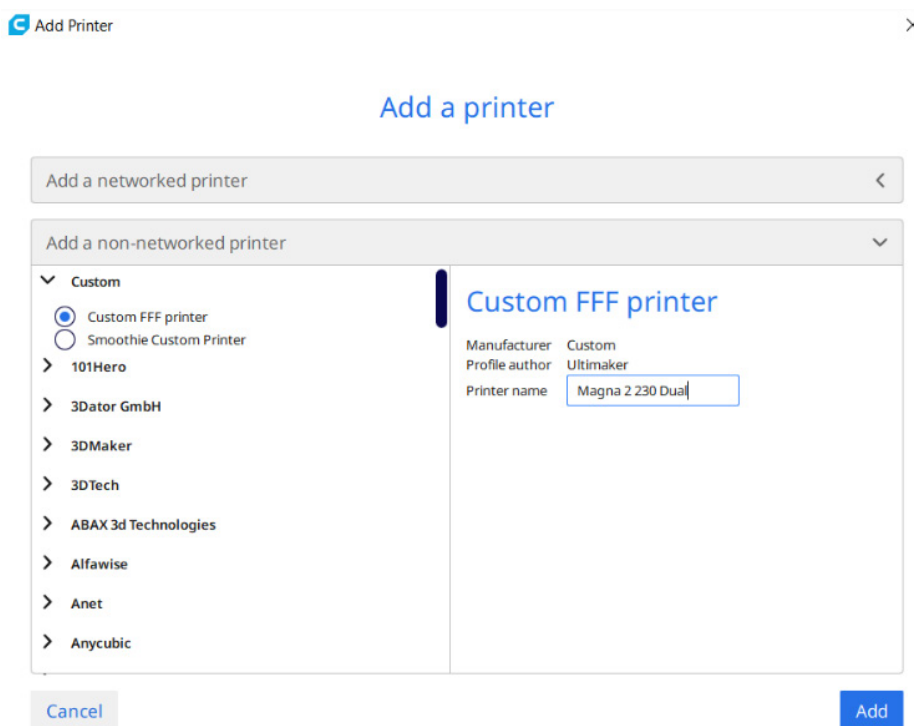 Add Printer
Add a printer
Add a networked printer
Add a non-networked printer
Custom
Custom FFF printer
Smoothie Custom Printer
101Hero
3Dator GmbH
3DMaker
3DTech
ABAX 3d Technologies
Alfawise
Anet
Anycubic
Custom FFF printer
Manufacturer Custom
Profile author Ultimaker
Printer name Magna 2 230 Dual
Cancel
Add